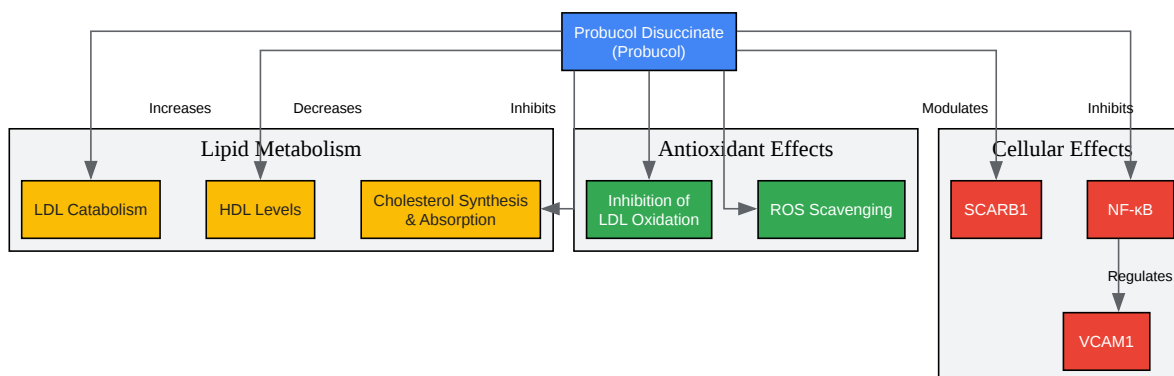 Probucol Disuccinate
(Probucol)
Increases
Decreases
Inhibits
Modulates
Inhibits
Lipid Metabolism
Antioxidant Effects
Cellular Effects
LDL Catabolism
HDL Levels
Cholesterol Synthesis
& Absorption
Inhibition of
LDL Oxidation
ROS Scavenging
SCARB1
NF-κB
Regulates
VCAM1